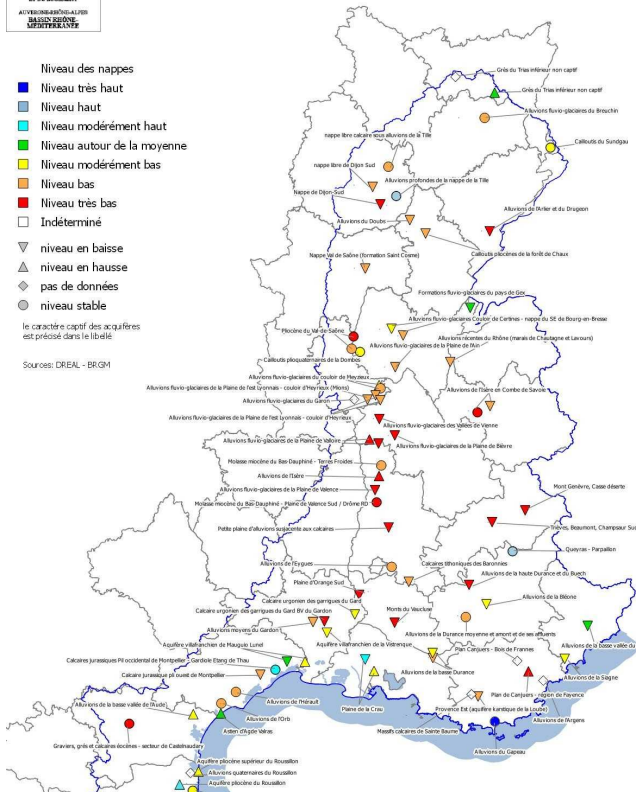 AUVERGNE-RHÔNE-ALPES
BASSIN RHÔNE-
MÉDITERRANÉE
Niveau des nappes
Niveau très haut
Niveau haut
Niveau modérément haut
Niveau autour de la moyenne
Niveau modérément bas
Niveau bas
Niveau très bas
Indéterminé
niveau en baisse
niveau en hausse
pas de données
niveau stable
le caractère captif des aquifères
est précisé dans le libellé
Sources: DREAL - BRGM
Grès du Trias inférieur non captif
Grès du Trias inférieur non captif
Alluvions fluvio-glaciaires du Breuchin
nappe libre calcaire sous alluvions de la Tille
Cailloutis du Sundgau
nappe libre de Dijon Sud
Alluvions profondes de la nappe de la Tille
Nappe de Dijon-Sud
Alluvions de l'Arlier et du Drugeon
Alluvions du Doubs
Nappe Val de Saône (formation Saint Cosme)
Cailloutis pliocènes de la forêt de Chaux
Formations fluvio-glaciaires du pays de Gex
Alluvions fluvio-glaciaires Couloir de Certines - nappe du SE de Bourg-en-Bresse
Pliocène du Val de Saône
Alluvions récentes du Rhône (marais de Chautagne et Lavours)
Alluvions fluvio-glaciaires de la Plaine de l'Ain
Cailloutis plioquaternaires de la Dombes
Alluvions fluvio-glaciaires du couloir de Meyzieux
Alluvions fluvio-glaciaires de la Plaine de l'est Lyonnais - couloir d'Heyrieux (Mions)
Alluvions de l'Isère en Combe de Savoie
Alluvions fluvio-glaciaires du Garon
Alluvions fluvio-glaciaires de la Plaine de l'est Lyonnais - couloir d'Heyrieux
Alluvions fluvio-glaciaires des Vallées de Vienne
Alluvions fluvio-glaciaires de la Plaine de Valloire
Alluvions fluvio-glaciaires de la Plaine de Bièvre
Molasse miocène du Bas-Dauphiné - Terres Froides
Alluvions de l'Isère
Mont Genèvre, Casse déserte
Alluvions fluvio-glaciaires de la Plaine de Valence
Molasse miocène du Bas-Dauphiné - Plaine de Valence Sud / Drôme RD
Petite plaine d'alluvions susjacente aux calcaires
Trièves, Beaumont, Champsaur Sud
Queyras - Parpaillon
Alluvions de l'Eygues
Calcaires tithoniques des Baronnies
Alluvions de la haute Durance et du Buech
Plaine d'Orange Sud
Alluvions de la Bléone
Calcaire urgonien des garrigues du Gard
Calcaire urgonien des garrigues du Gard BV du Gardon
Monts du Vaucluse
Alluvions moyens du Gardon
Alluvions de la Durance moyenne et amont et de ses affluents
Aquifère villafranchien de Mauguio Lunel
Aquifère villafranchien de la Vistrenque
Plan Canjuers - Bois de Frannes
Alluvions de la basse vallée du
Calcaires jurassiques Pli occidental de Montpellier - Gardiole Etang de Thau
Calcaire jurassique pli ouest de Montpellier
Alluvions de la basse Durance
Alluvions de la Siagne
Plan de Canjuers - région de Fayence
Alluvions de la basse vallée de l'Aude
Alluvions de l'Hérault
Plaine de la Crau
Provence Est (aquifère karstique de la Loube)
Alluvions de l'Orb
Alluvions de l'Argens
Astien d'Agde Valras
Massifs calcaires de Sainte Baume
Graviers, grès et calcaires éocènes - secteur de Castelnaudary
Alluvions du Gapeau
Aquifère pliocène supérieur du Roussillon
Alluvions quaternaires du Roussillon
Aquifère pliocène du Roussillon